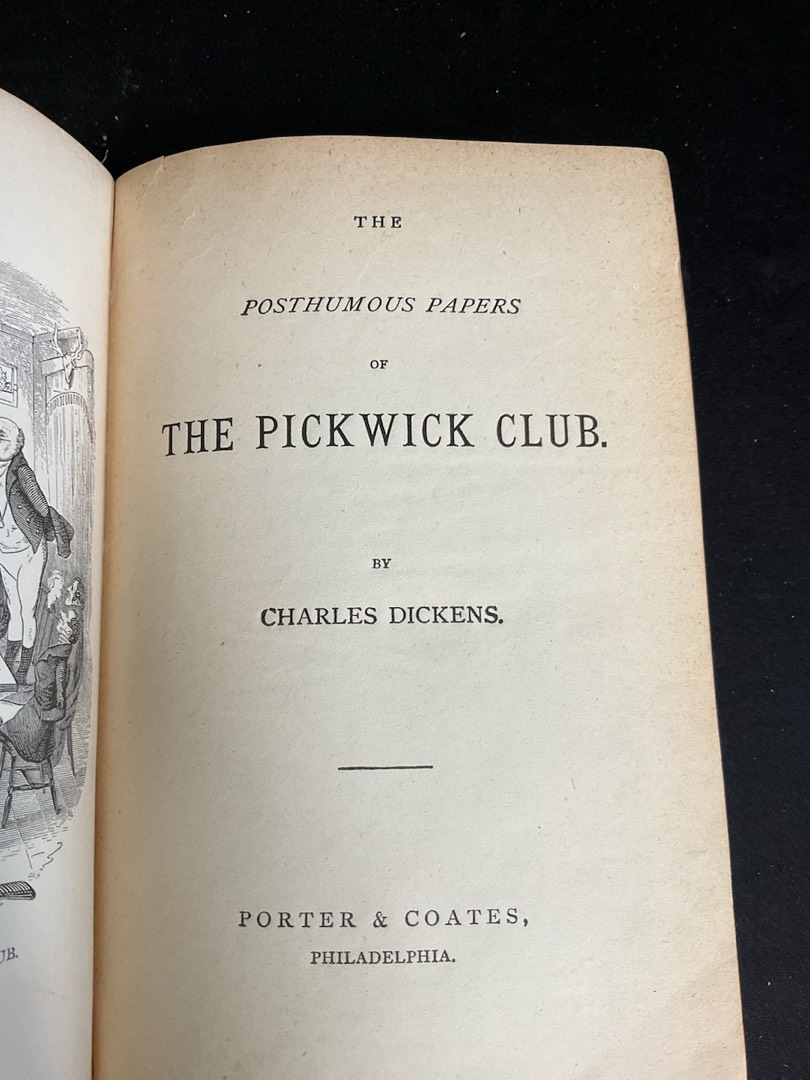 THE
POSTHUMOUS PAPERS
OF
THE PICKWICK CLUB.
BY
CHARLES DICKENS.
PORTER & COATES,
PHILADELPHIA.